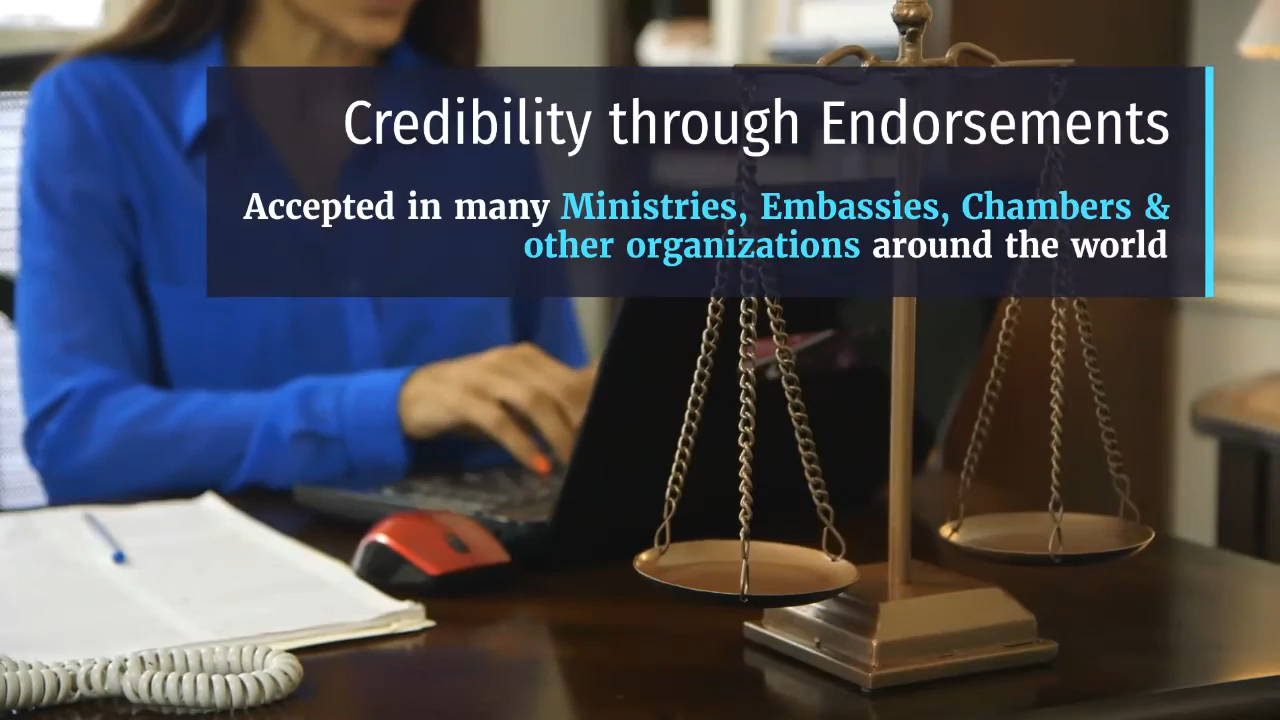 Credibility through Endorsements
Accepted in many Ministries, Embassies, Chambers &
other organizations around the world